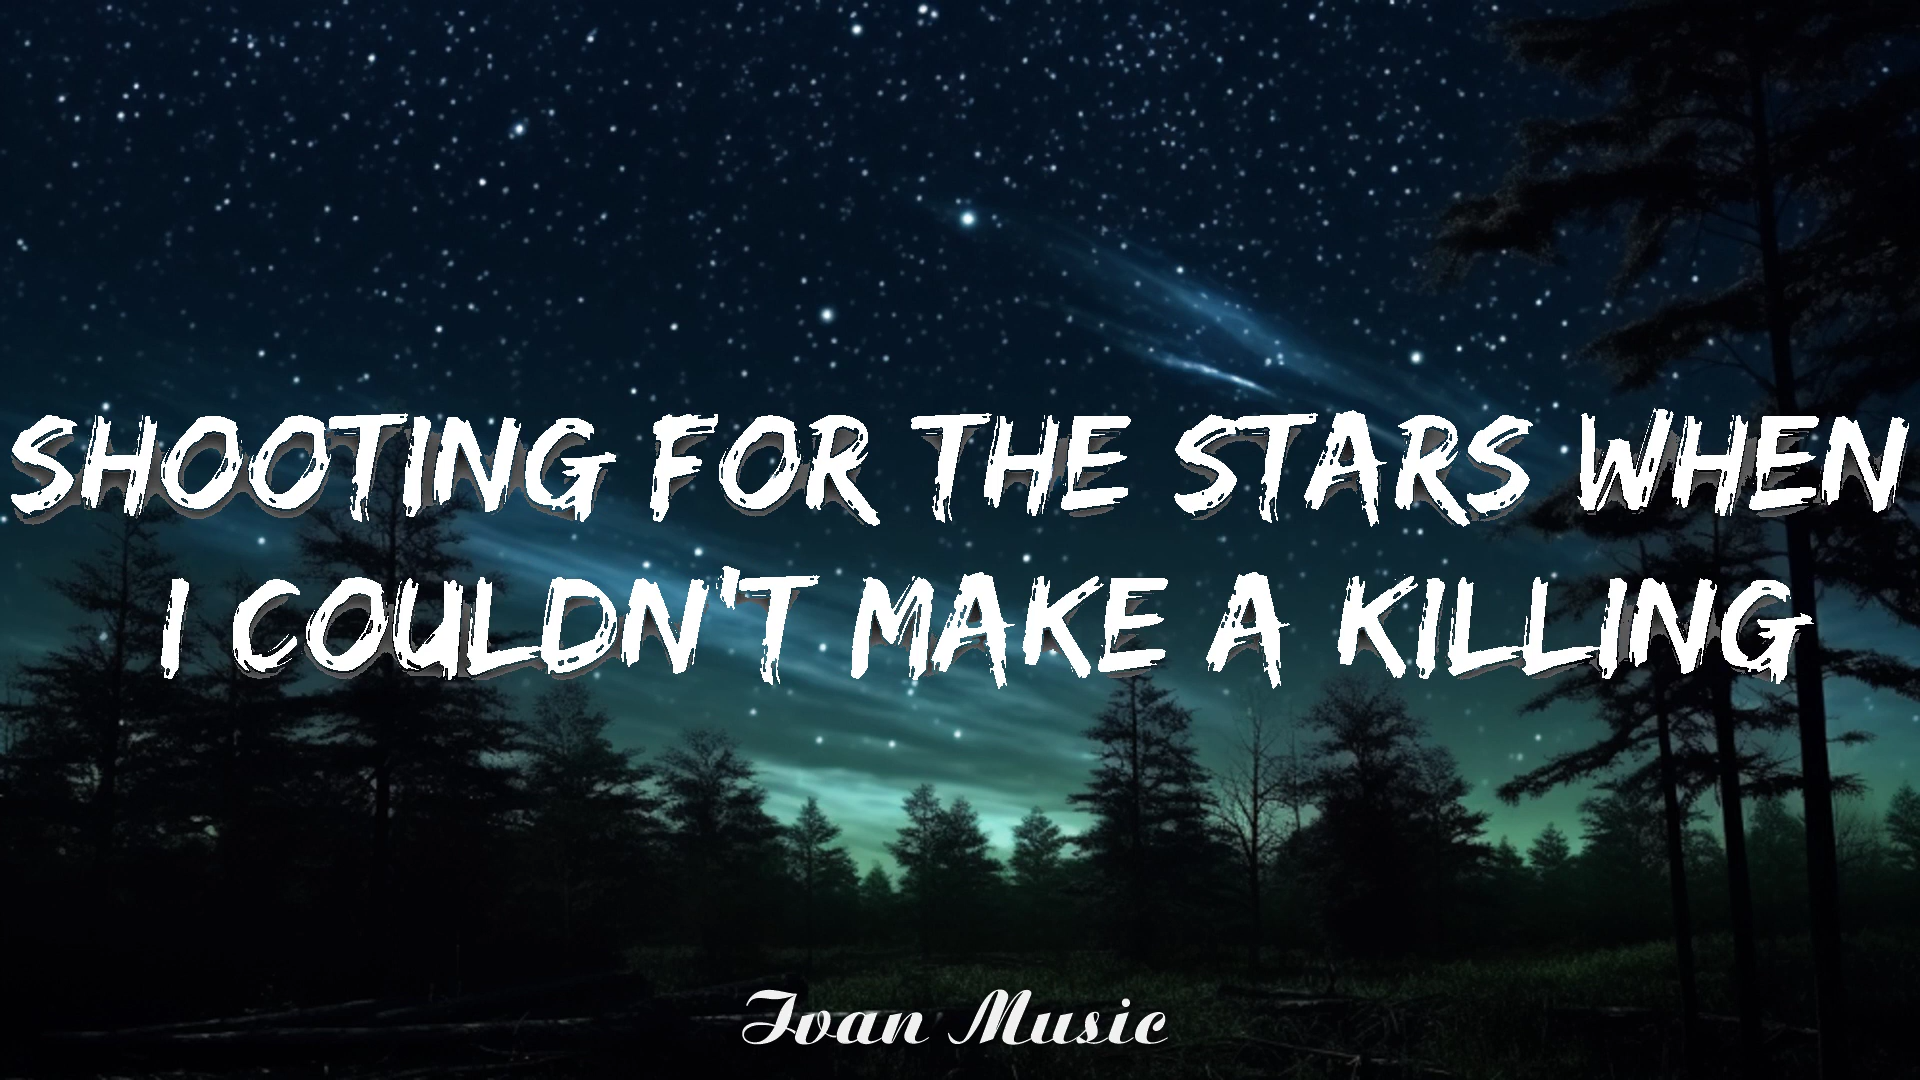 SHOOTING FOR THE STARS WHEN
I COULDN'T MAKE A KILLING
Ivan Music